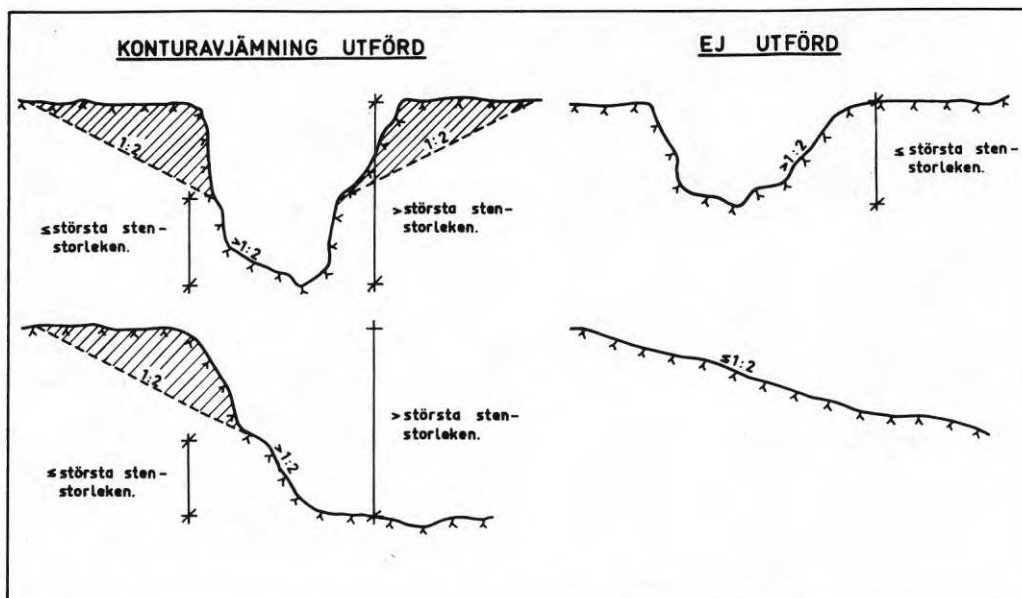 KONTURAVJÄMNING UTFÖRD
EJ UTFÖRD
1:2
1:2
≤ största sten-
storleken.
>1:2
> största sten-
storleken.
>1:2
≤ största sten-
storleken.
1:2
≤ största sten-
storleken.
>1:2
> största sten-
storleken.
≤1:2